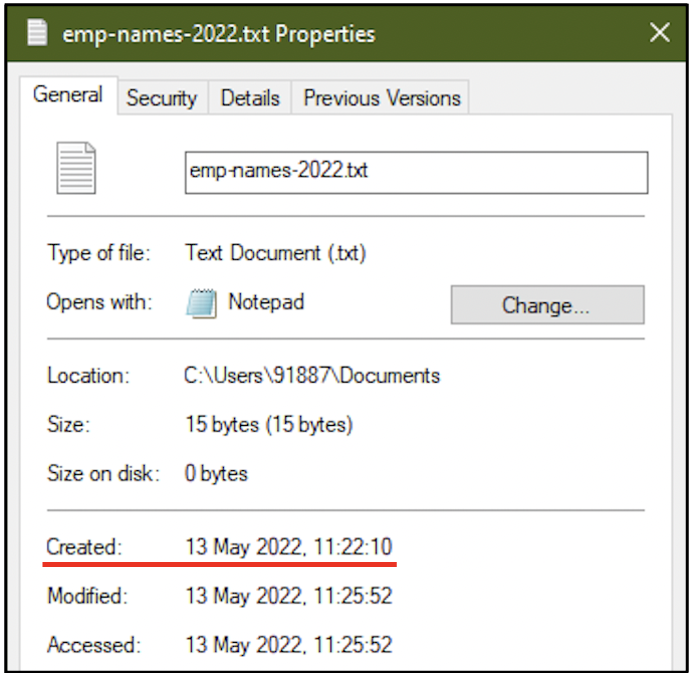 emp-names-2022.txt Properties
General Security Details Previous Versions
emp-names-2022.txt
Type of file: Text Document (.txt)
Opens with: Notepad Change...
Location: C:\Users\91887\Documents
Size: 15 bytes (15 bytes)
Size on disk: 0 bytes
Created: 13 May 2022, 11:22:10
Modified: 13 May 2022, 11:25:52
Accessed: 13 May 2022, 11:25:52